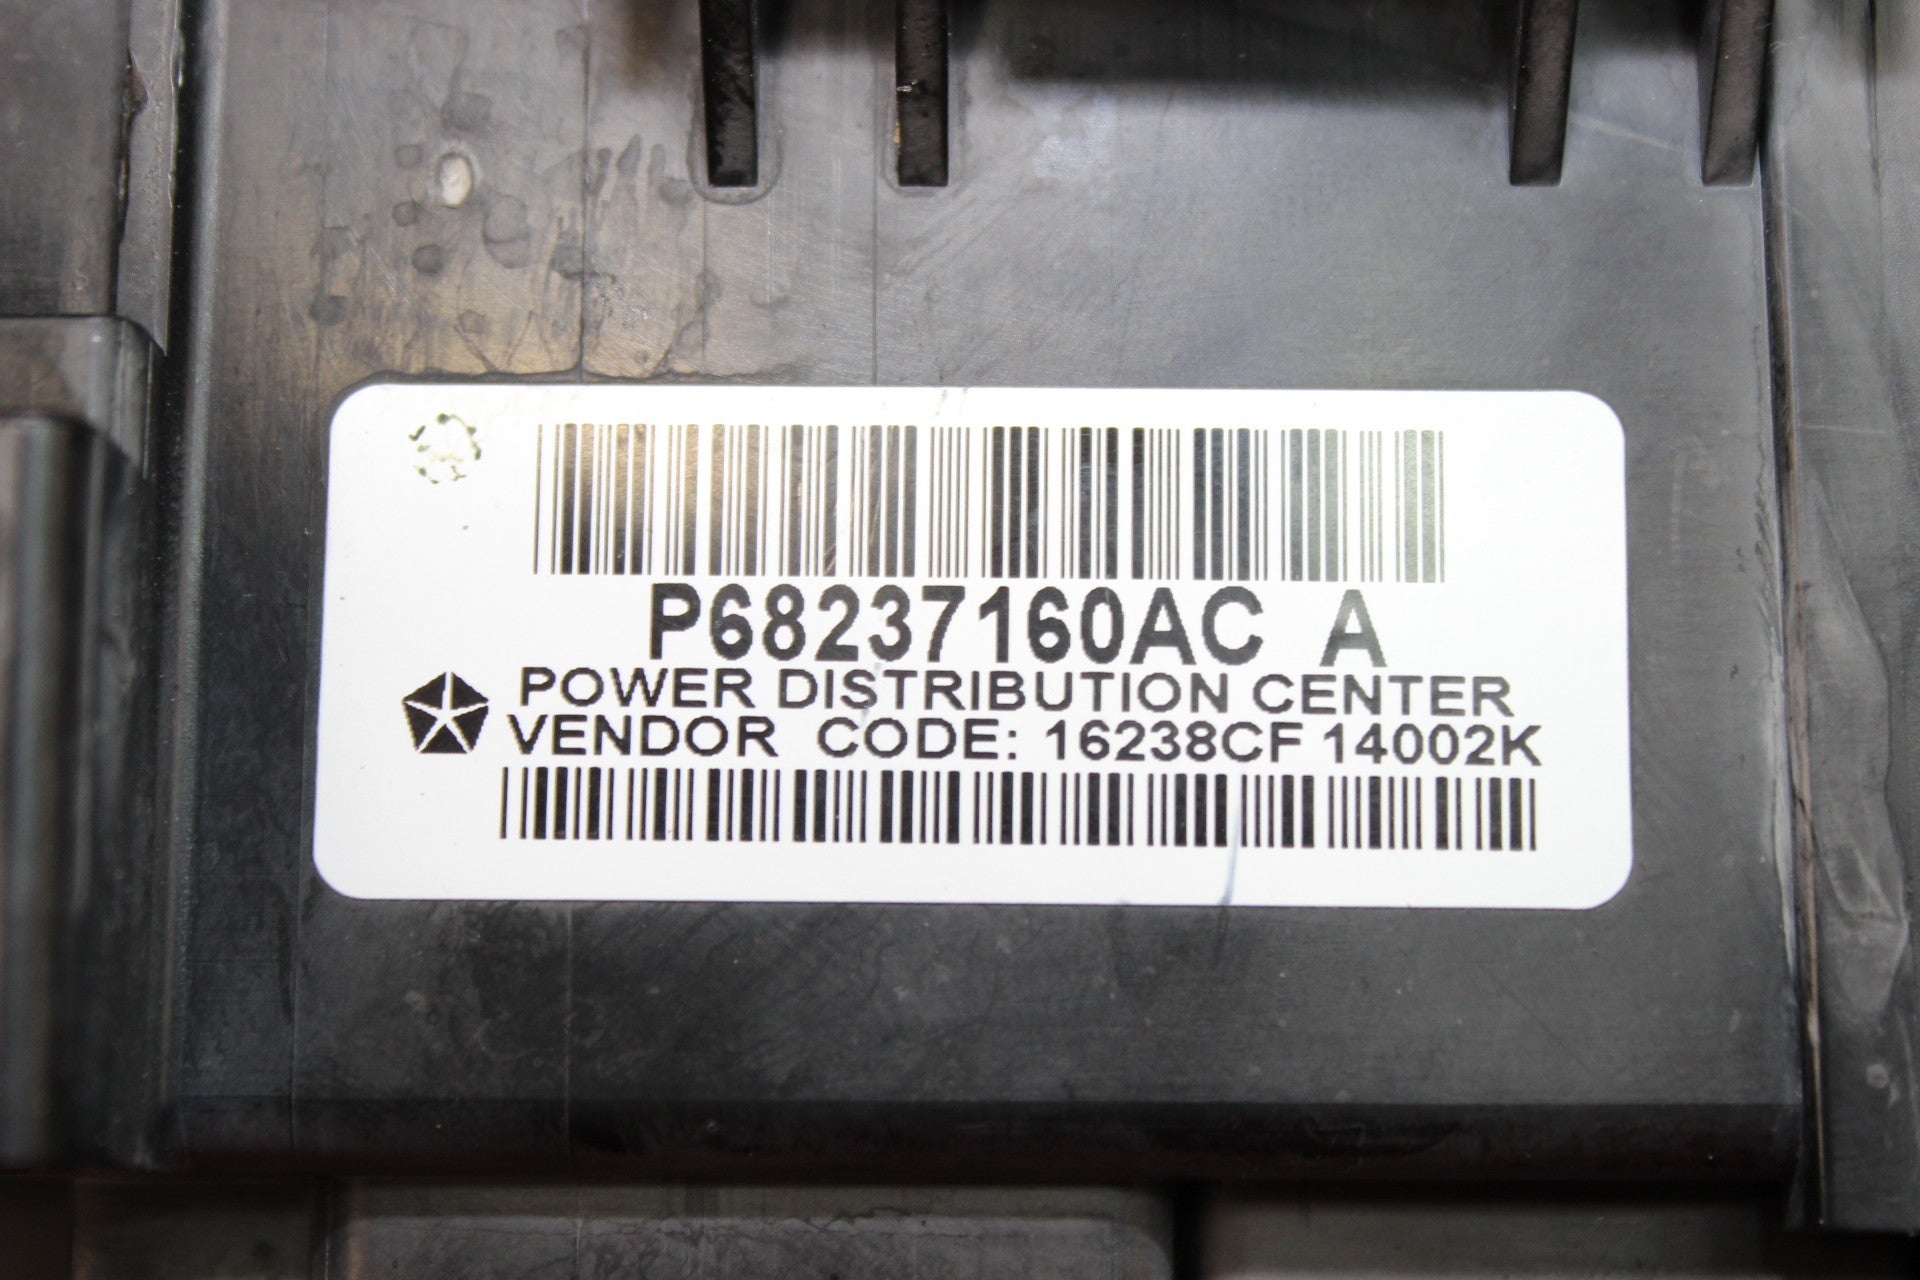 P68237160AC A
POWER DISTRIBUTION CENTER
VENDOR CODE: 16238CF 14002K